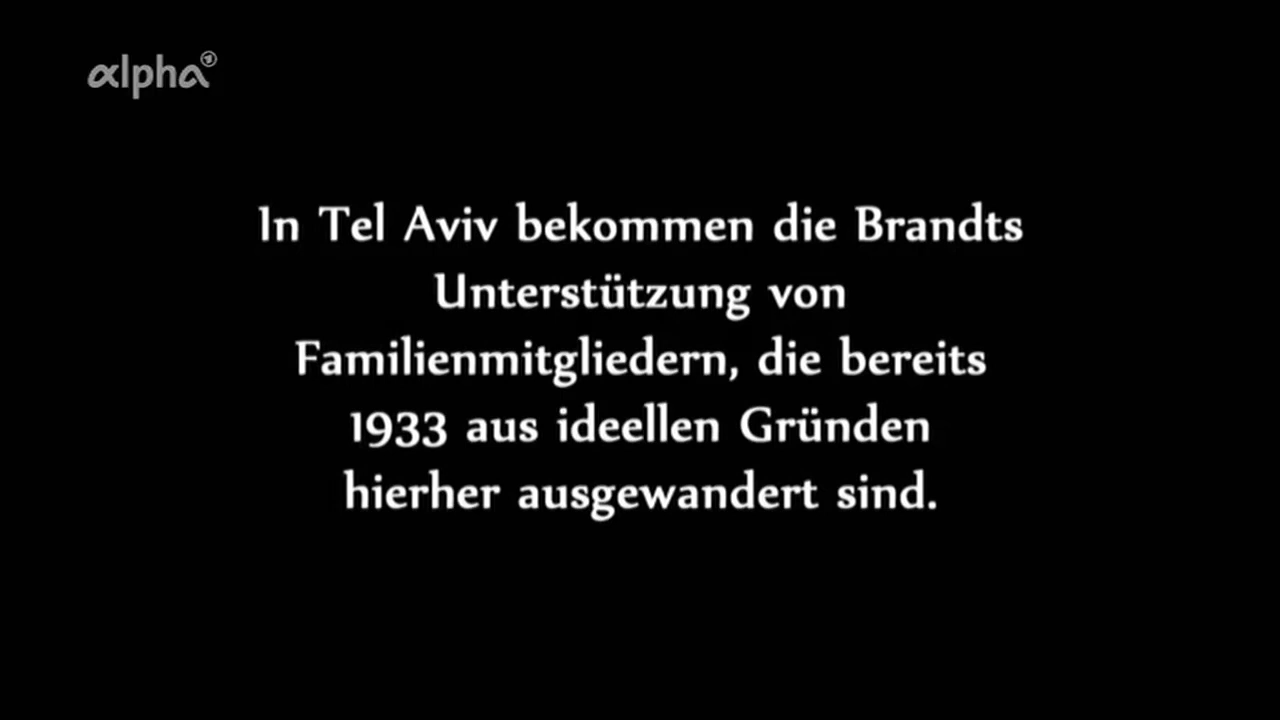 alpha
In Tel Aviv bekommen die Brandts
Unterstützung von
Familienmitgliedern, die bereits
1933 aus ideellen Gründen
hierher ausgewandert sind.